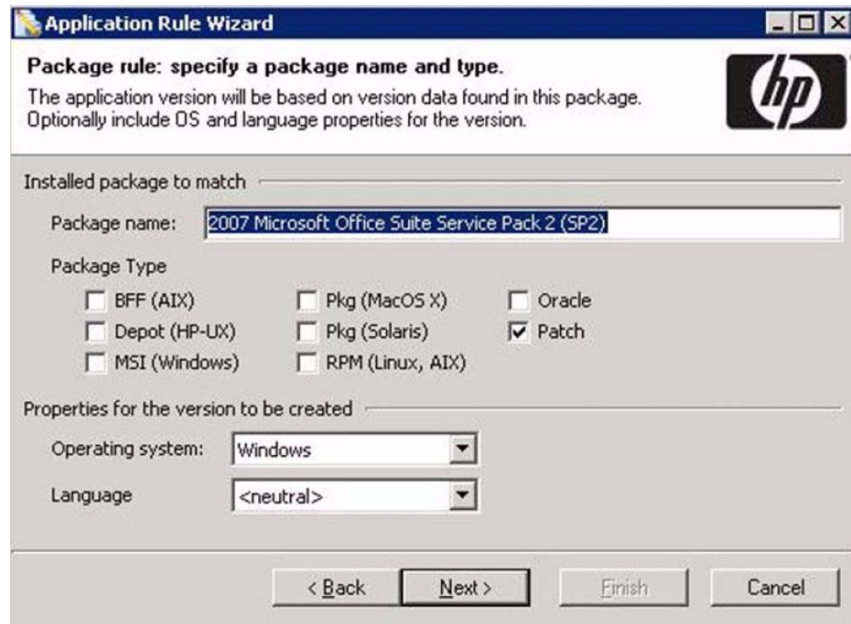 Application Rule Wizard
Package rule: specify a package name and type.
The application version will be based on version data found in this package.
Optionally include OS and language properties for the version.
hp
Installed package to match
Package name: 2007 Microsoft Office Suite Service Pack 2 (SP2)
Package Type
BFF (AIX) Pkg (MacOS X) Oracle
Depot (HP-UX) Pkg (Solaris) Patch
MSI (Windows) RPM (Linux, AIX)
Properties for the version to be created
Operating system: Windows
Language <neutral>
< Back Next > Finish Cancel